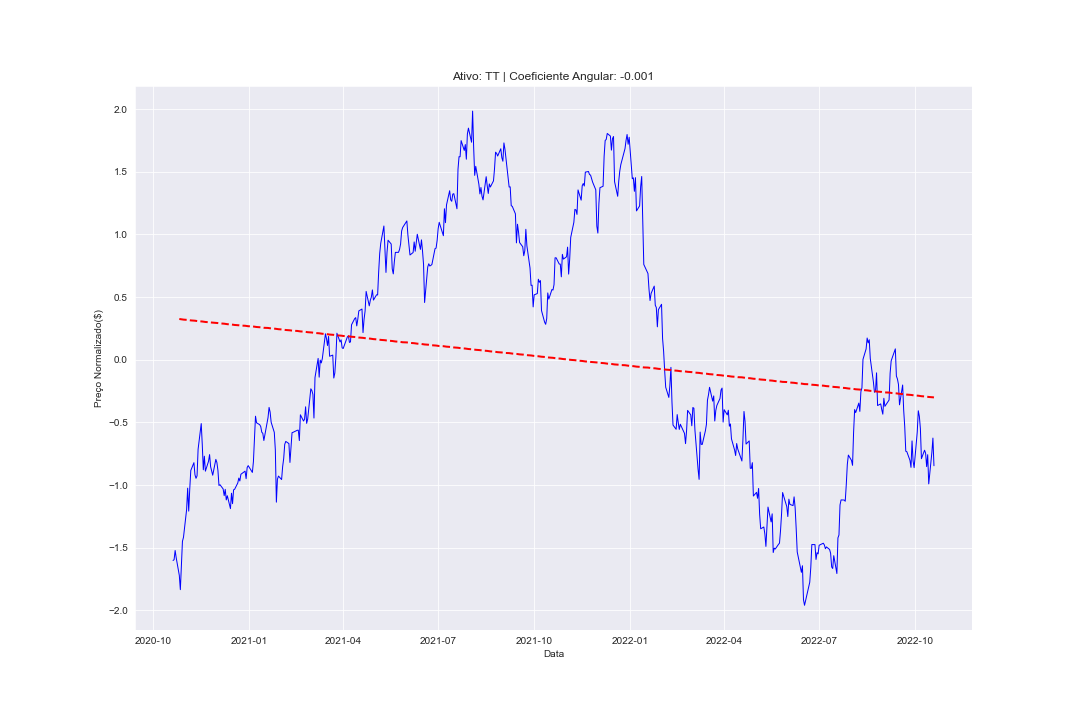 Ativo: TT | Coeficiente Angular: -0.001
2.0
1.5
1.0
0.5
0.0
−0.5
−1.0
−1.5
−2.0
Preço Normalizado($)
2020-10 2021-01 2021-04 2021-07 2021-10 2022-01 2022-04 2022-07 2022-10
Data